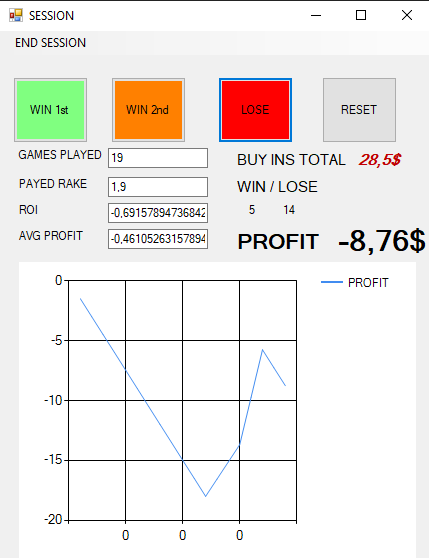 SESSION
END SESSION
WIN 1st WIN 2nd LOSE RESET
GAMES PLAYED 19 BUY INS TOTAL 28,5$
PAYED RAKE 1,9 WIN / LOSE
ROI -0,69157894736842 5 14
AVG PROFIT -0,46105263157894 PROFIT -8,76$
0 PROFIT
-5
-10
-15
-20
0 0 0